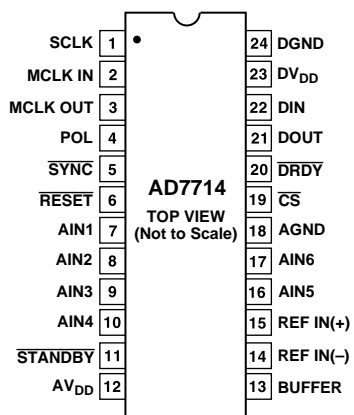 SCLK 1 24 DGND
MCLK IN 2 23 DVDD
MCLK OUT 3 22 DIN
POL 4 21 DOUT
SYNC 5 20 DRDY
RESET 6 19 CS
AIN1 7 18 AGND
AIN2 8 17 AIN6
AIN3 9 16 AIN5
AIN4 10 15 REF IN(+)
STANDBY 11 14 REF IN(–)
AVDD 12 13 BUFFER
AD7714
TOP VIEW
(Not to Scale)